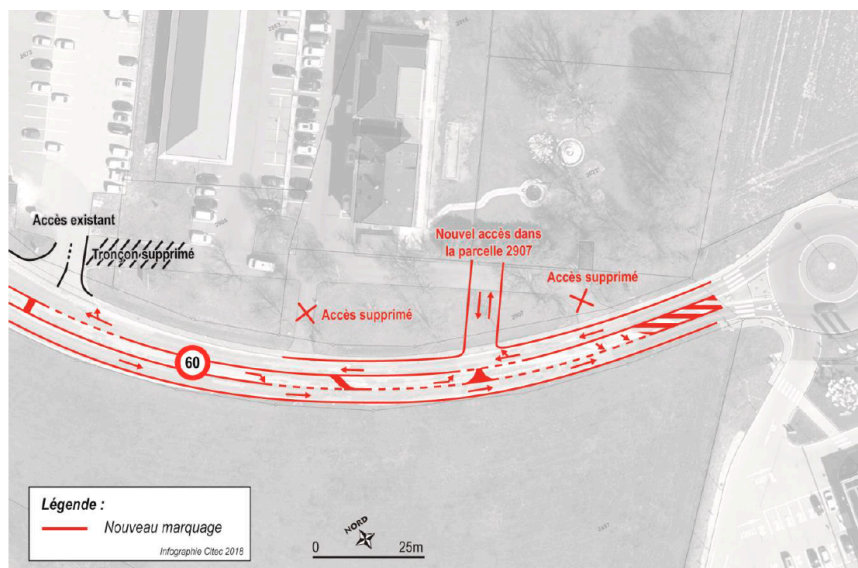 Accès existant
Tronçon supprimé
Nouvel accès dans
la parcelle 2907
Accès supprimé
Accès supprimé
2907
60
Légende :
Nouveau marquage
Infographie Citec 2018
NORD
0 25m